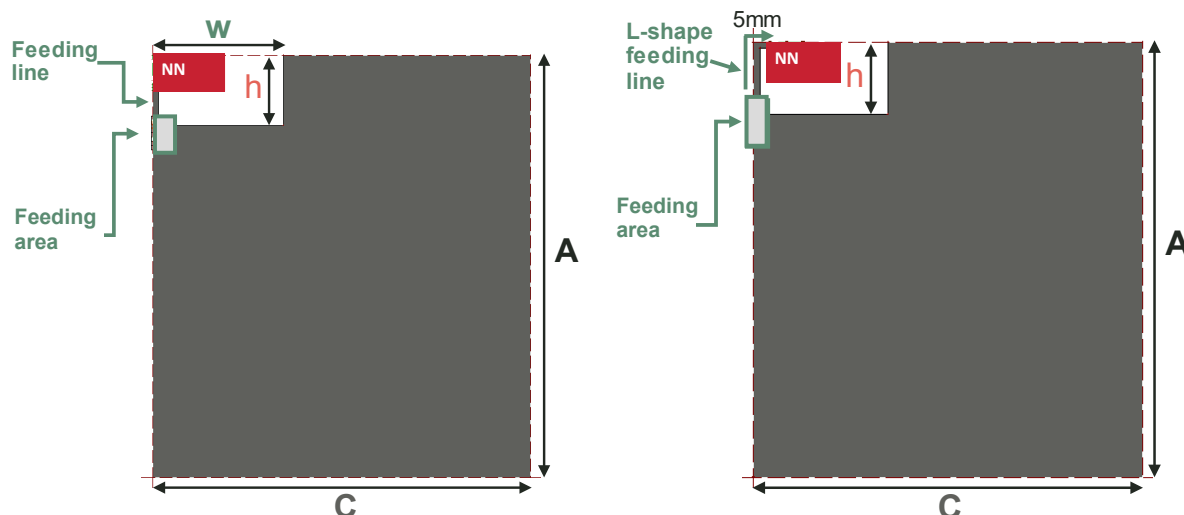 W
Feeding
line
NN
h
Feeding
area
A
C
5mm
L-shape
feeding
line
NN
h
Feeding
area
A
C